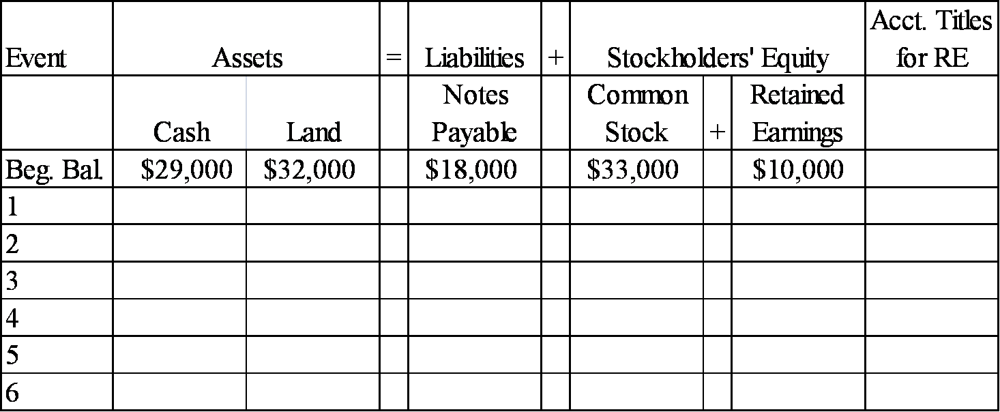 Event Assets = Liabilities + Stockholders' Equity Acct. Titles for RE
Cash Land Notes Payable Common Stock + Retained Earnings
Beg. Bal. $29,000 $32,000 $18,000 $33,000 $10,000
1
2
3
4
5
6